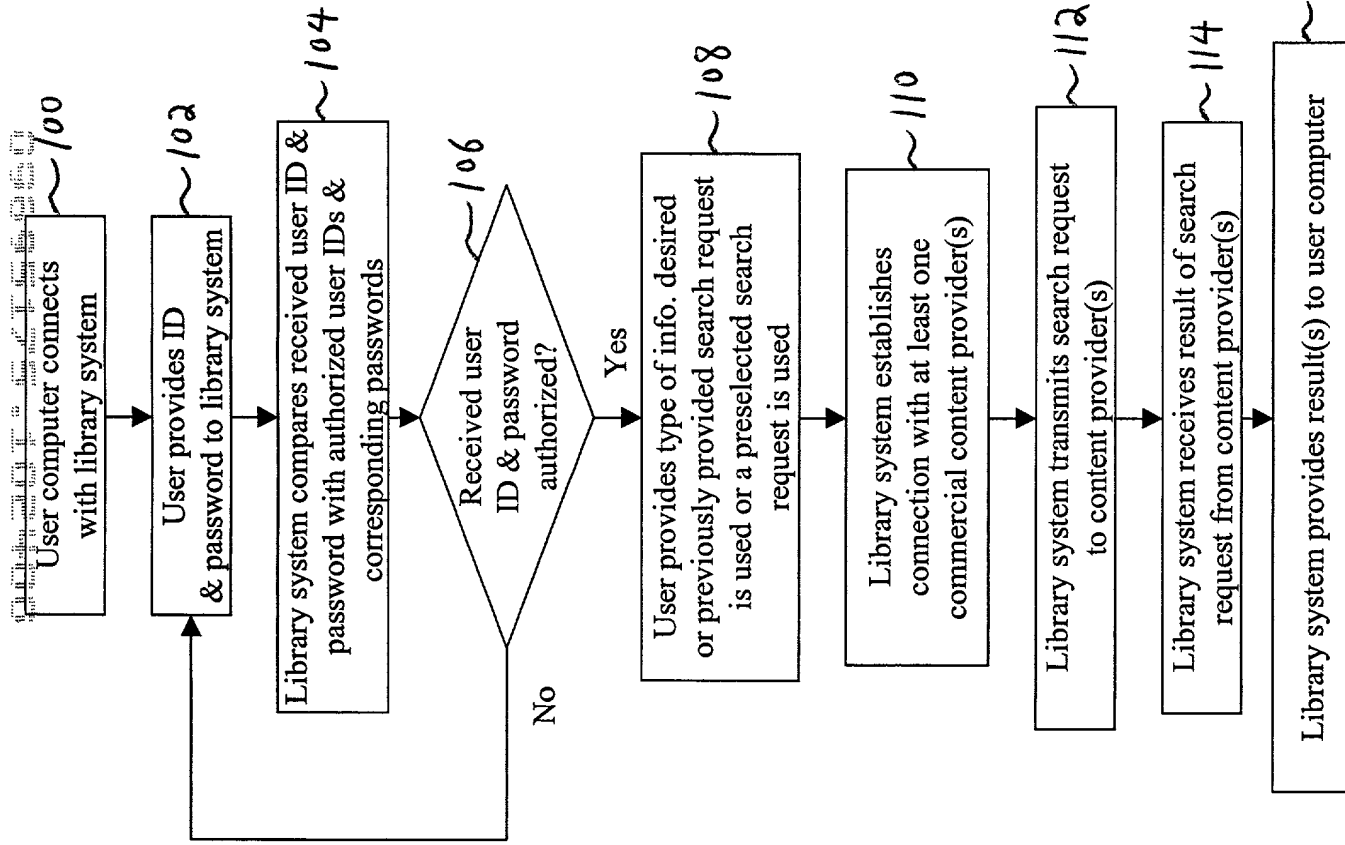 100
User computer connects
with library system
102
User provides ID
& password to library system
104
Library system compares received user ID &
password with authorized user IDs &
corresponding passwords
106
Received user
ID & password
authorized?
No
Yes
108
User provides type of info. desired
or previously provided search request
is used or a preselected search
request is used
110
Library system establishes
connection with at least one
commercial content provider(s)
112
Library system transmits search request
to content provider(s)
114
Library system receives result of search
request from content provider(s)
Library system provides result(s) to user computer